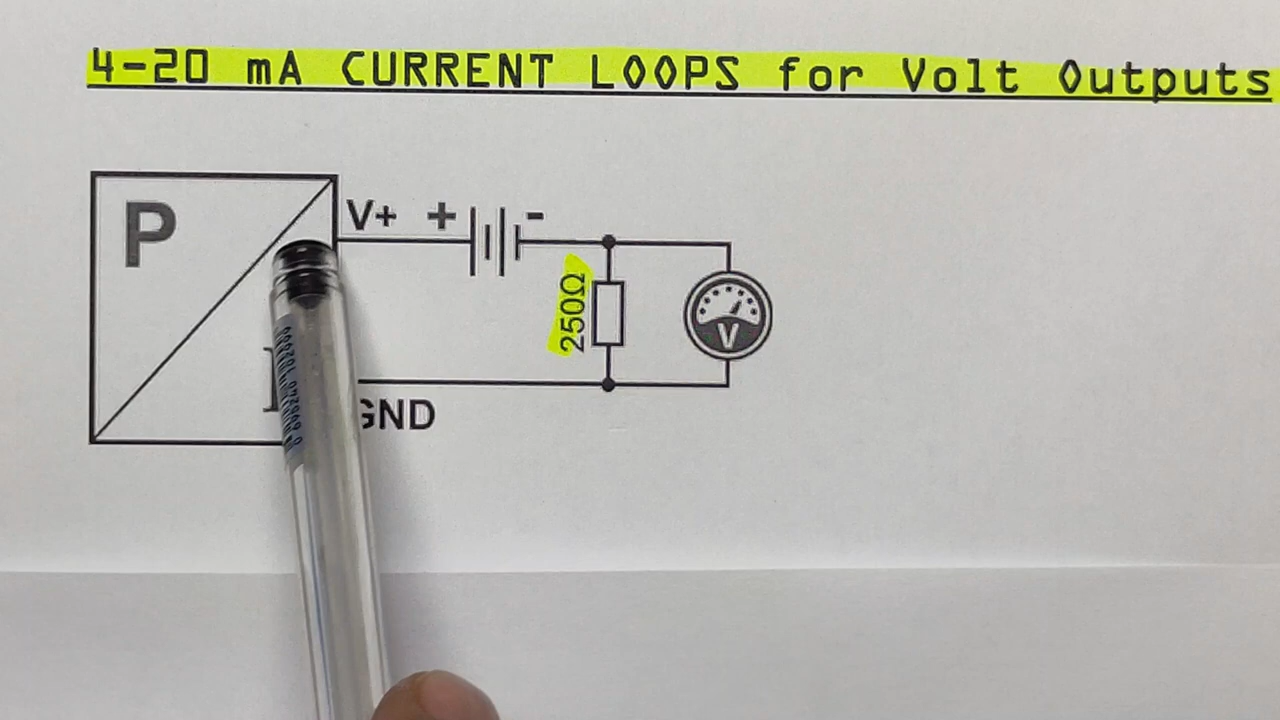 4-20 mA CURRENT LOOPS for Volt Outputs
P
V+ + -
250Ω
V
GND